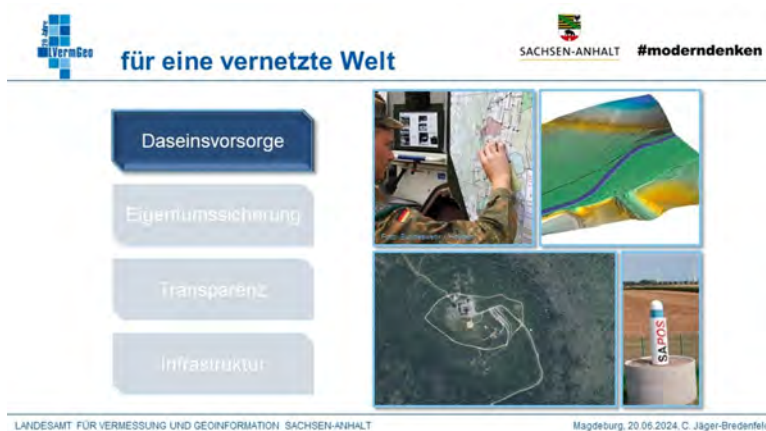 LVermGeo
für eine vernetzte Welt
SACHSEN-ANHALT
#moderndenken
Daseinsvorsorge
Eigentumssicherung
Transparenz
Infrastruktur
SAPOS
LANDESAMT FÜR VERMESSUNG UND GEOINFORMATION SACHSEN-ANHALT
Magdeburg, 20.06.2024, C. Jäger-Bredenfeld